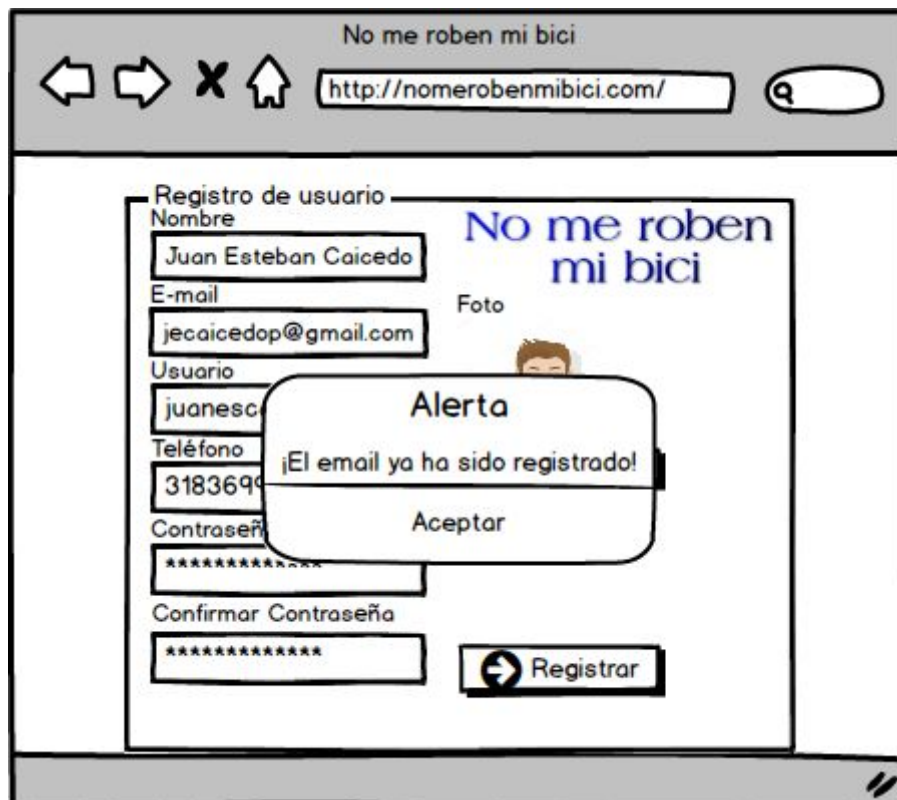 No me roben mi bici
http://nomerobenmibici.com/
Registro de usuario
Nombre
Juan Esteban Caicedo
E-mail
jecaicedop@gmail.com
Usuario
Teléfono
Confirmar Contraseña
*************
No me roben
mi bici
Foto
Alerta
¡El email ya ha sido registrado!
Aceptar
Registrar